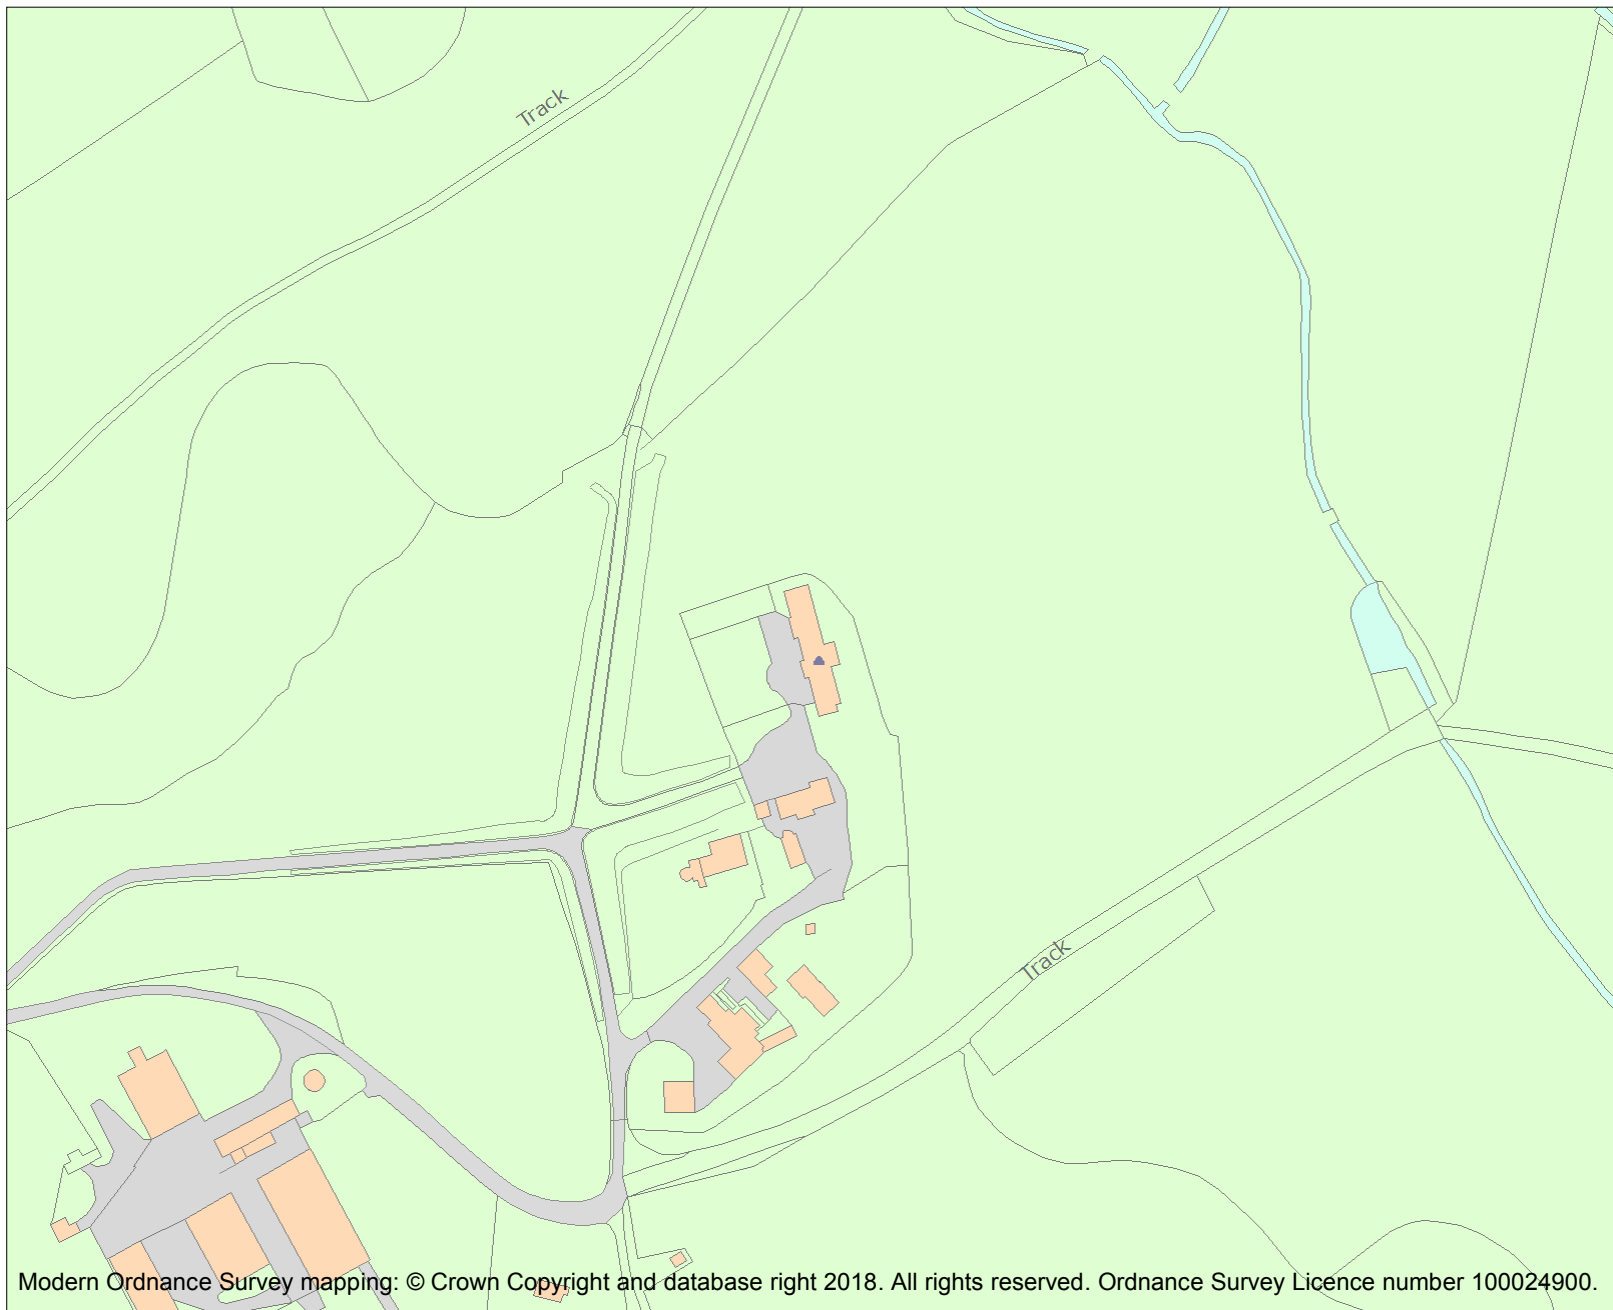 Track
Track
Modern Ordnance Survey mapping: © Crown Copyright and database right 2018. All rights reserved. Ordnance Survey Licence number 100024900.